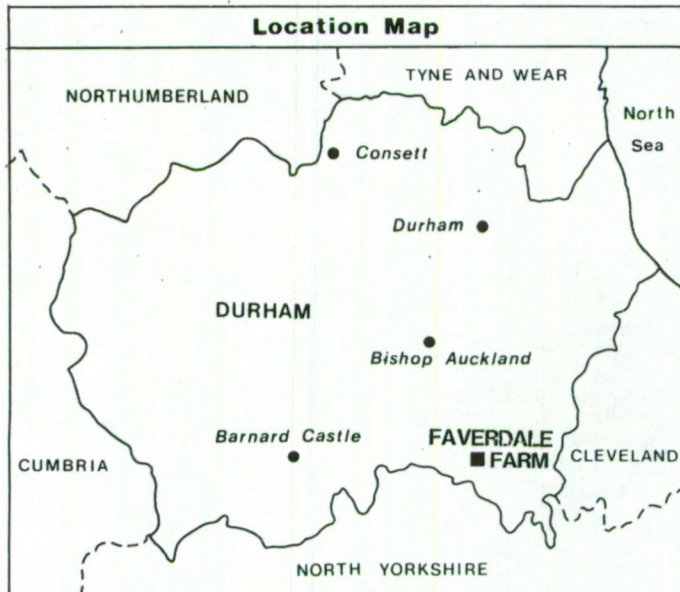 Location Map
TYNE AND WEAR
NORTHUMBERLAND
North
Sea
Consett
Durham
DURHAM
Bishop Auckland
Barnard Castle
FAVERDALE
FARM
CLEVELAND
CUMBRIA
NORTH YORKSHIRE